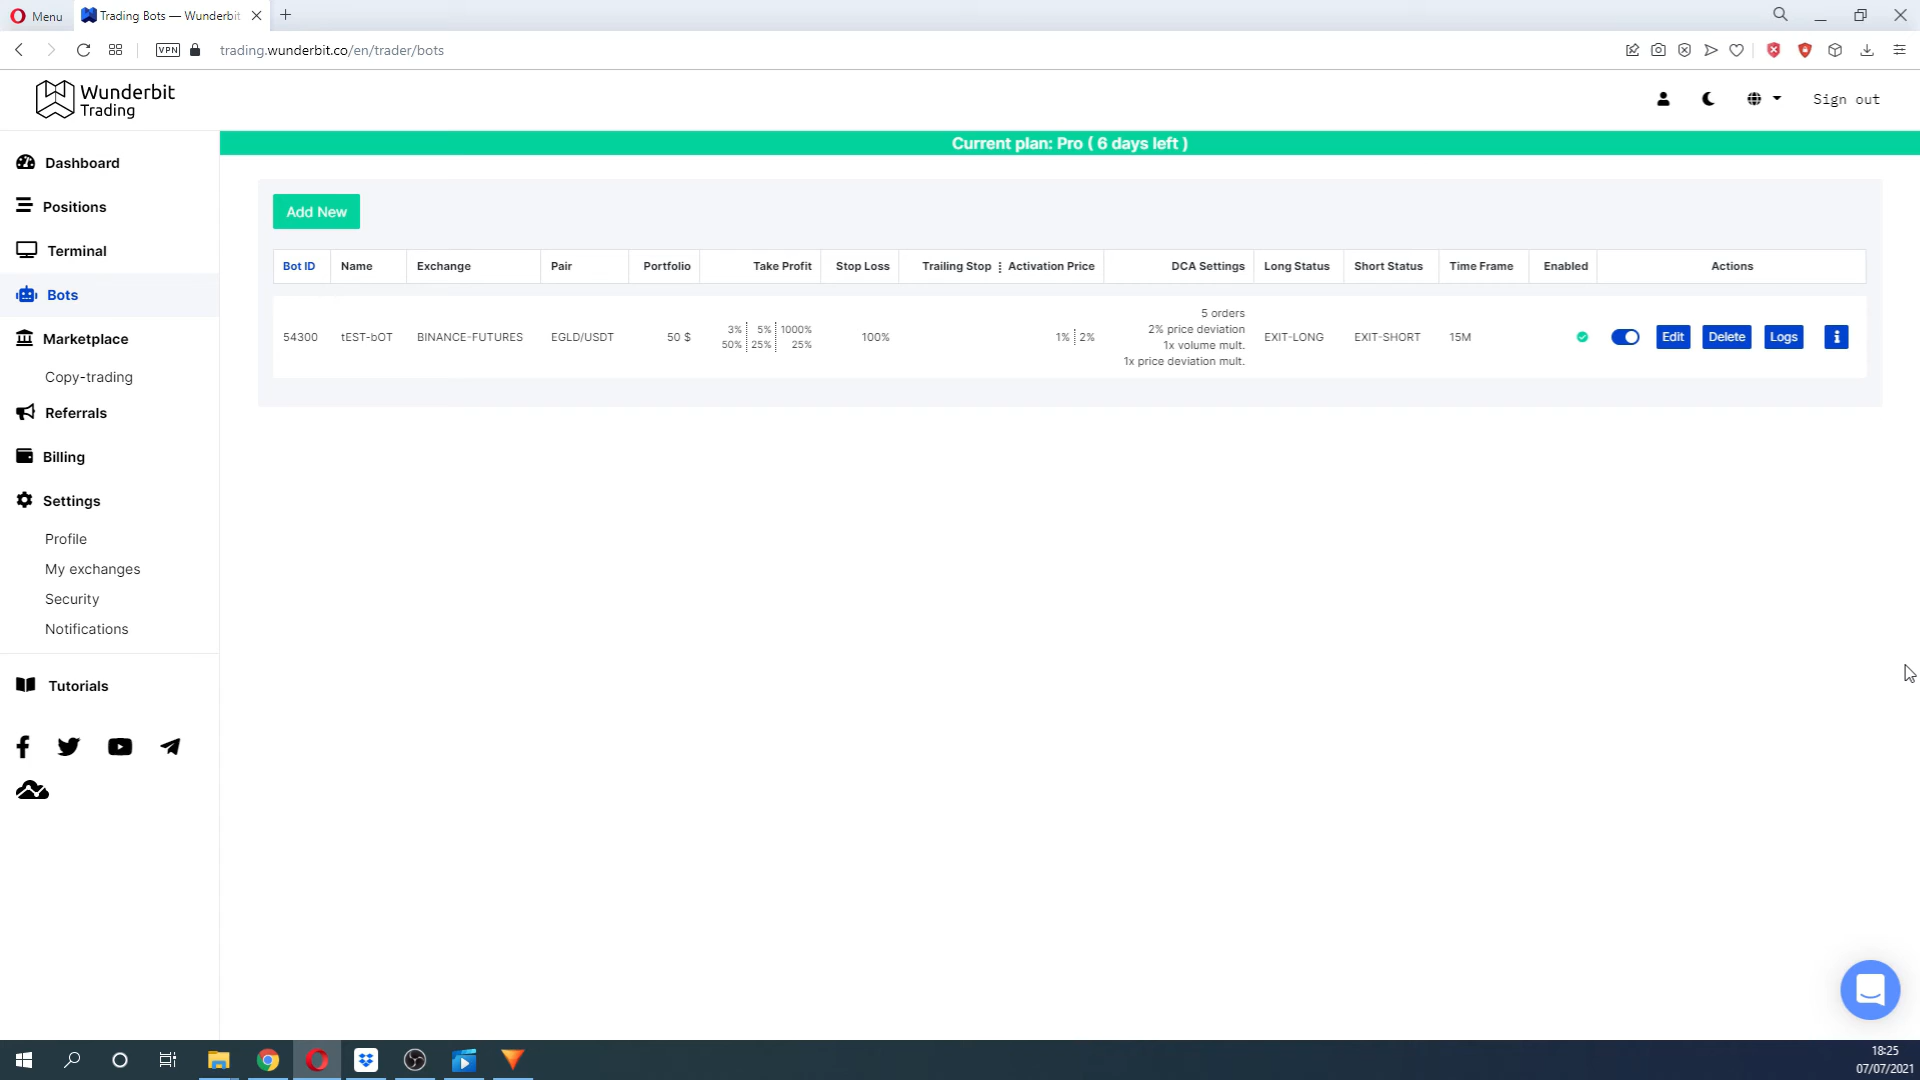 Menu
Trading Bots — Wunderbit
VPN
trading.wunderbit.co/en/trader/bots
Wunderbit
Trading
Sign out
Current plan: Pro ( 6 days left )
Dashboard
Positions
Terminal
Bots
Marketplace
Copy-trading
Referrals
Billing
Settings
Profile
My exchanges
Security
Notifications
Tutorials
Add New
Bot ID Name Exchange Pair Portfolio Take Profit Stop Loss Trailing Stop Activation Price DCA Settings Long Status Short Status Time Frame Enabled Actions
54300 tEST-bOT BINANCE-FUTURES EGLD/USDT 50 $
3% 5% 1000%
50% 25% 25%
100%
1% 2%
5 orders
2% price deviation
1x volume mult.
1x price deviation mult.
EXIT-LONG EXIT-SHORT 15M Edit Delete Logs
18:25
07/07/2021